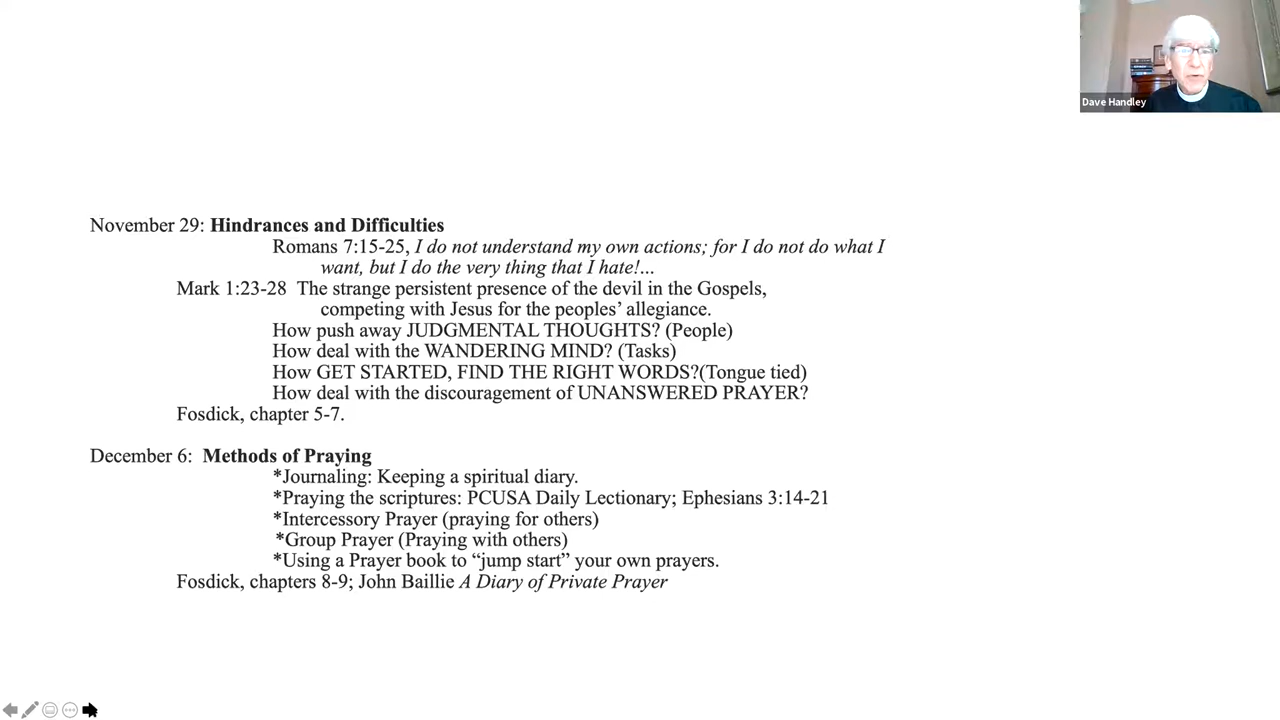 Dave Handley
November 29: Hindrances and Difficulties
Romans 7:15-25, I do not understand my own actions; for I do not do what I
want, but I do the very thing that I hate!...
Mark 1:23-28 The strange persistent presence of the devil in the Gospels,
competing with Jesus for the peoples’ allegiance.
How push away JUDGMENTAL THOUGHTS? (People)
How deal with the WANDERING MIND? (Tasks)
How GET STARTED, FIND THE RIGHT WORDS?(Tongue tied)
How deal with the discouragement of UNANSWERED PRAYER?
Fosdick, chapter 5-7.
December 6: Methods of Praying
*Journaling: Keeping a spiritual diary.
*Praying the scriptures: PCUSA Daily Lectionary; Ephesians 3:14-21
*Intercessory Prayer (praying for others)
*Group Prayer (Praying with others)
*Using a Prayer book to “jump start” your own prayers.
Fosdick, chapters 8-9; John Baillie A Diary of Private Prayer